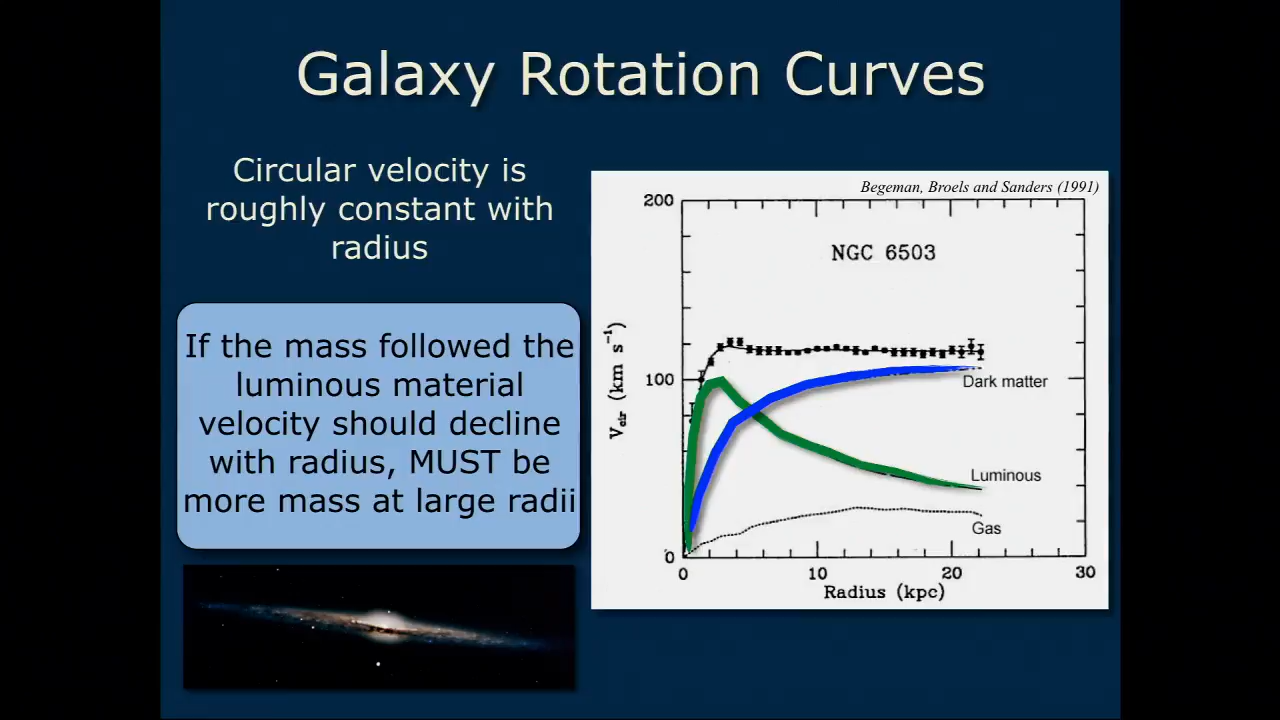 Galaxy Rotation Curves
Circular velocity is
roughly constant with
radius
If the mass followed the
luminous material
velocity should decline
with radius, MUST be
more mass at large radii
Begeman, Broels and Sanders (1991)
200
NGC 6503
100
V_cir (km s⁻¹)
Dark matter
Luminous
Gas
0
0 10 20 30
Radius (kpc)